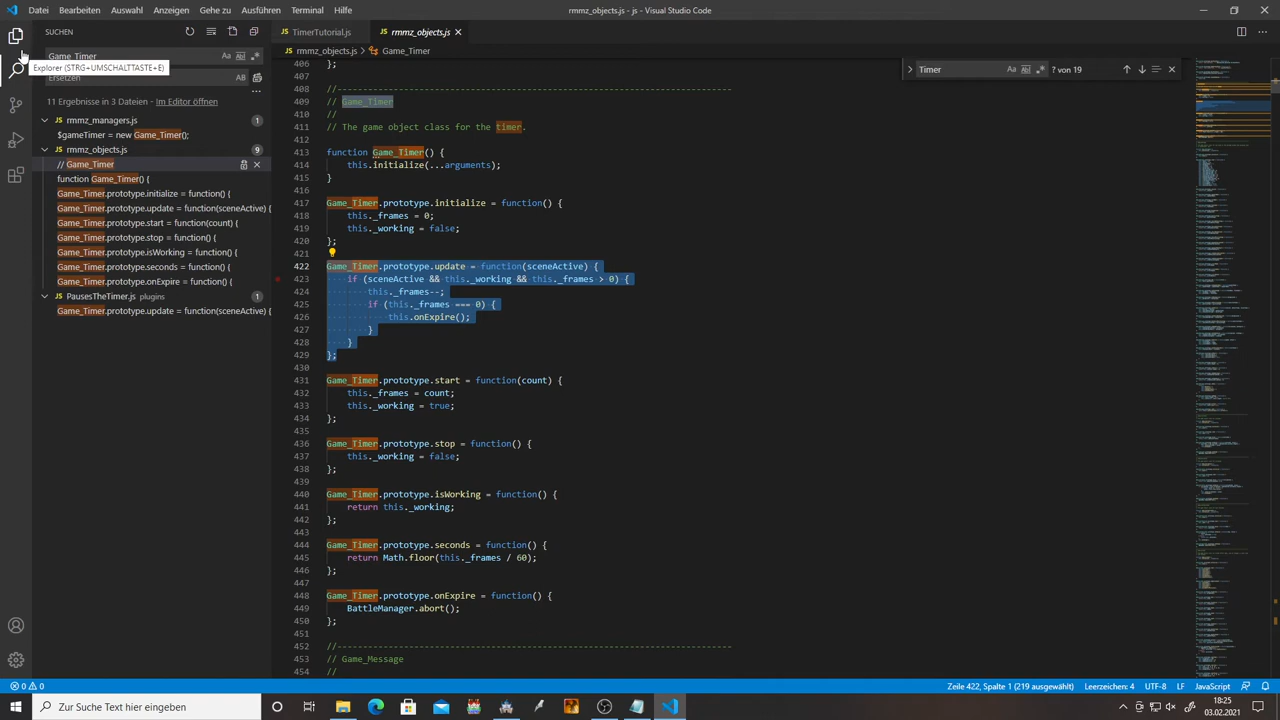 Datei Bearbeiten Auswahl Anzeigen Gehe zu Ausführen Terminal Hilfe
rmmz_objects.js - js - Visual Studio Code
SUCHEN
Game_Timer
Aa
Ersetzen
AB
Explorer (STRG+UMSCHALTTASTE+E)
11 Ergebnisse in 3 Dateien - Im Editor öffnen
rmmz_managers.js 1
$gameTimer = new Game_Timer();
rmmz_objects.js
// Game_Timer
function Game_Timer() {
Game_Timer.prototype.initialize = function() {
Game_Timer.prototype.update = function(sceneActive)
Game_Timer.prototype.start = function(count) {
Game_Timer.prototype.stop = function() {
Game_Timer.prototype.isWorking = function() {
Game_Timer.prototype.seconds = function() {
Game_Timer.prototype.onExpire = function() {
PausesTheTimer.js plugins
Game_Timer.prototype.update = function(sceneAc
TimerTutorial.js rmmz_objects.js
rmmz_objects.js > Game_Timer
Timer Aa ? von 19
406 };
408 //-----------------------------------------------------------------------------
409 // Game_Timer
410 //
411 // game object class for the timer.
412
413 function Game_Timer() {
414 this.initialize(...arguments);
415
416
417 Game_Timer.prototype.initialize = function() {
418 this._frames = 0;
419 this._working = false;
420 };
421
422 Game_Timer.prototype.update = function(sceneActive) {
423 if (sceneActive && this._working && this._frames > 0) {
424 this._frames--;
425 if (this._frames === 0) {
426 this.onExpire();
427 }
428 }
429 };
430
431 Game_Timer.prototype.start = function(count) {
432 this._frames = count;
433 this._working = true;
434 };
435
436 Game_Timer.prototype.stop = function() {
437 this._working = false;
438 };
439
440 Game_Timer.prototype.isWorking = function() {
441 return this._working;
442 };
443
444 Game_Timer.prototype.seconds = function() {
445 return Math.floor(this._frames / 60);
446 };
447
448 Game_Timer.prototype.onExpire = function() {
449 BattleManager.abort();
450 };
451
452 //-----------------------------------------------------------------------------
453 // Game_Message
454 //
0 0
Zeile 422, Spalte 1 (219 ausgewählt) Leerzeichen: 4 UTF-8 LF JavaScript
Zur Suche Text hier eingeben
18:25
03.02.2021